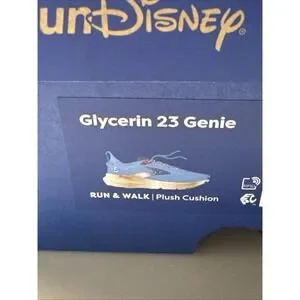 unDISNEY®
Glycerin 23 Genie
RUN & WALK | Plush Cushion